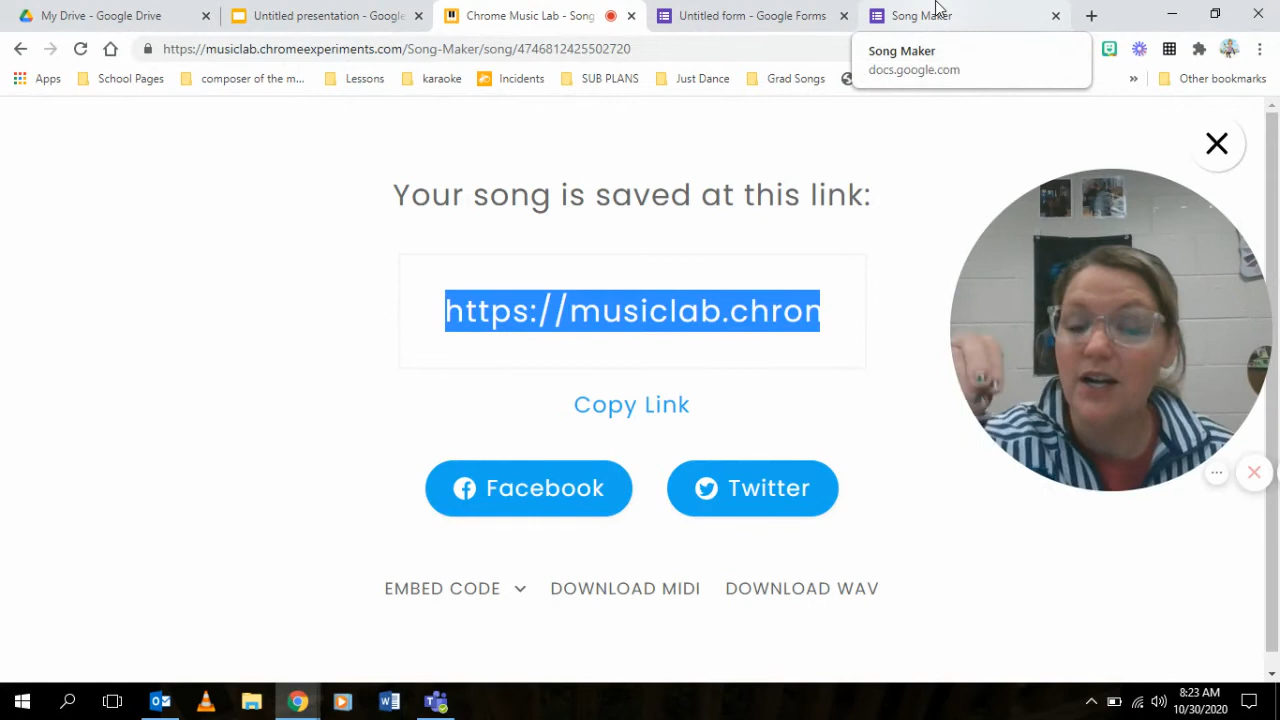 My Drive - Google Drive
Untitled presentation - Google
Chrome Music Lab - Song
Untitled form - Google Forms
Song Maker
https://musiclab.chromeexperiments.com/Song-Maker/song/4746812425502720
Song Maker
docs.google.com
Apps
School Pages
composer of the m...
Lessons
karaoke
Incidents
SUB PLANS
Just Dance
Grad Songs
»
Other bookmarks
Your song is saved at this link:
https://musiclab.chrom
Copy Link
Facebook
Twitter
EMBED CODE
DOWNLOAD MIDI
DOWNLOAD WAV
8:23 AM
10/30/2020